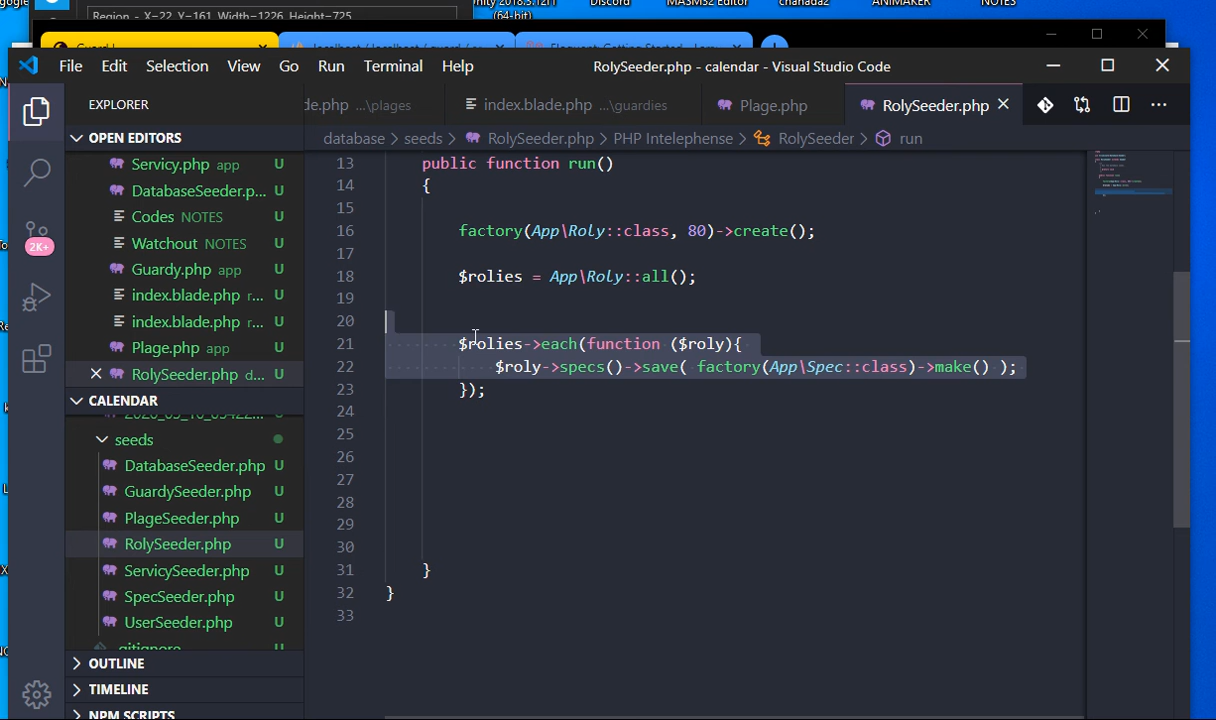 Region - X=22, Y=161, Width=1226, Height=725
(64-bit)
Discord
MASM32 Editor
chanada2
ANIMAKER
NOTES
File Edit Selection View Go Run Terminal Help
RolySeeder.php - calendar - Visual Studio Code
EXPLORER
de.php ...\plages
index.blade.php ...\guardies
Plage.php
RolySeeder.php
OPEN EDITORS
database > seeds > RolySeeder.php > PHP Intelephense > RolySeeder > run
Servicy.php app U
DatabaseSeeder.p... U
Codes NOTES U
Watchout NOTES U
Guardy.php app U
index.blade.php r... U
index.blade.php r... U
Plage.php app U
RolySeeder.php d... U
2K+
CALENDAR
seeds
DatabaseSeeder.php U
GuardySeeder.php U
PlageSeeder.php U
RolySeeder.php U
ServicySeeder.php U
SpecSeeder.php U
UserSeeder.php U
.gitignore U
OUTLINE
TIMELINE
NPM SCRIPTS
13 public function run()
14 {
15
16 factory(App\Roly::class, 80)->create();
17
18 $rolies = App\Roly::all();
19
20
21 $rolies->each(function ($roly){
22 $roly->specs()->save( factory(App\Spec::class)->make() );
23 });
24
25
26
27
28
29
30
31 }
32 }
33